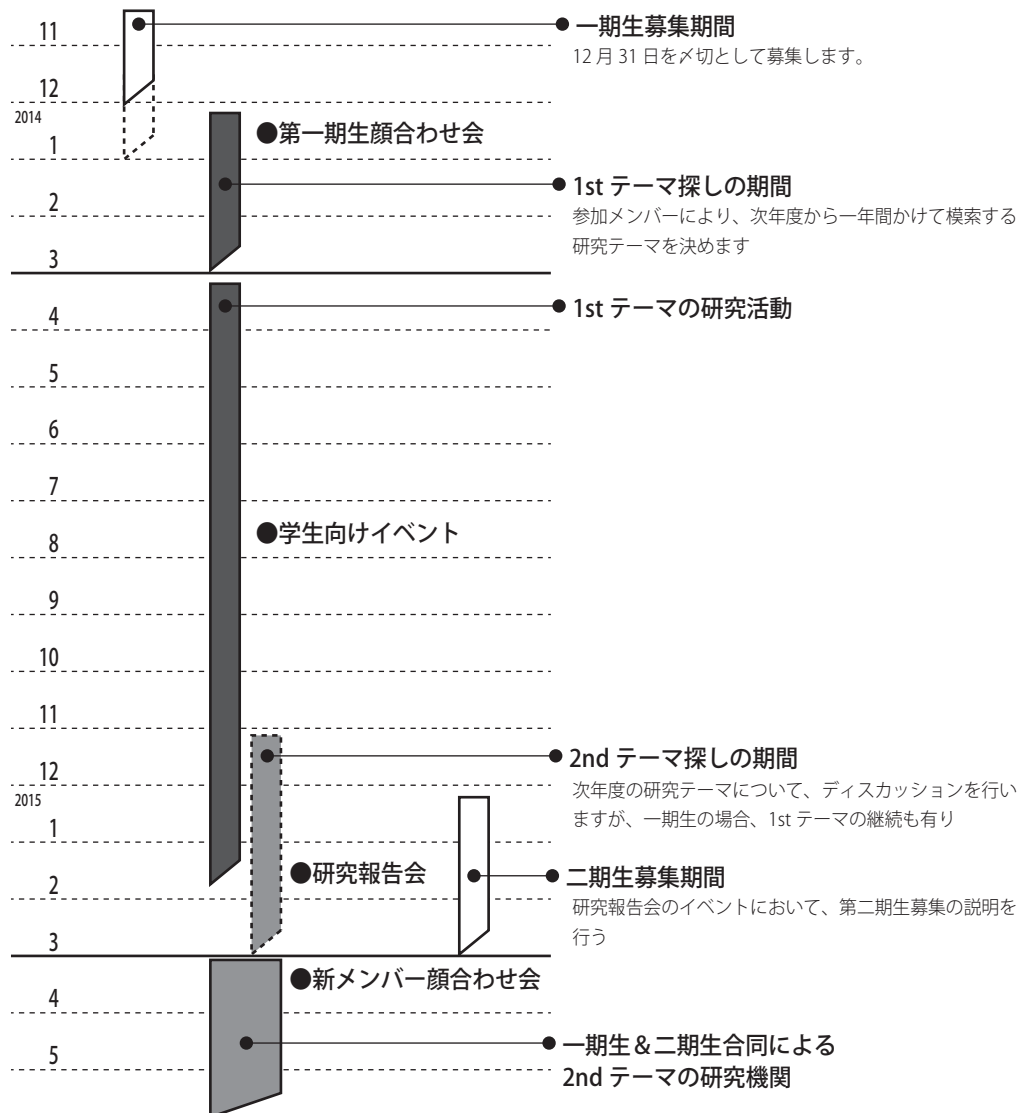 11
一期生募集期間
12 月 31 日を〆切として募集します。
12
2014
●第一期生顔合わせ会
1
1st テーマ探しの期間
参加メンバーにより、次年度から一年間かけて模索する
研究テーマを決めます
2
3
1st テーマの研究活動
4
5
6
7
●学生向けイベント
8
9
10
11
2nd テーマ探しの期間
次年度の研究テーマについて、ディスカッションを行い
ますが、一期生の場合、1st テーマの継続も有り
12
2015
1
●研究報告会
二期生募集期間
研究報告会のイベントにおいて、第二期生募集の説明を
行う
2
3
●新メンバー顔合わせ会
4
一期生＆二期生合同による
2nd テーマの研究機関
5